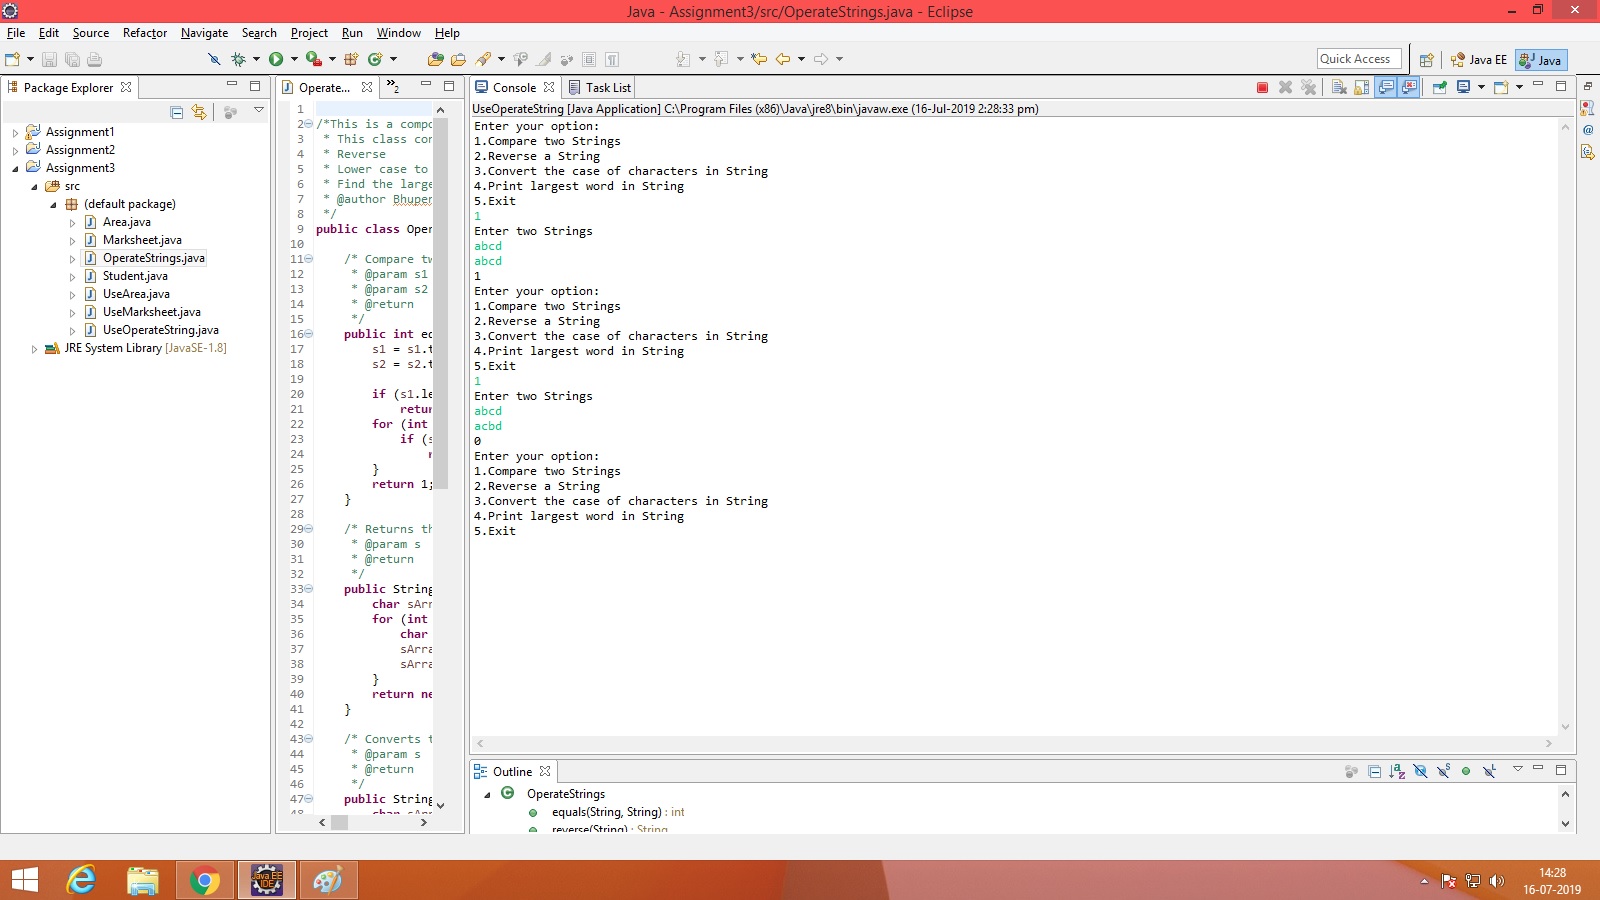 Java - Assignment3/src/OperateStrings.java - Eclipse
File Edit Source Refactor Navigate Search Project Run Window Help
Quick Access Java EE Java
Package Explorer
Assignment1
Assignment2
Assignment3
src
(default package)
Area.java
Marksheet.java
OperateStrings.java
Student.java
UseArea.java
UseMarksheet.java
UseOperateString.java
JRE System Library [JavaSE-1.8]
Operate... »2
1
2 /*This is a compo
3 * This class con
4 * Reverse
5 * Lower case to
6 * Find the large
7 * @author Bhuper
8 */
9 public class Oper
10
11 /* Compare tw
12 * @param s1
13 * @param s2
14 * @return
15 */
16 public int eq
17 s1 = s1.t
18 s2 = s2.t
19
20 if (s1.le
21 retur
22 for (int
23 if (s
24 r
25 }
26 return 1;
27 }
28
29 /* Returns th
30 * @param s
31 * @return
32 */
33 public String
34 char sArr
35 for (int
36 char
37 sArra
38 sArra
39 }
40 return ne
41 }
42
43 /* Converts t
44 * @param s
45 * @return
46 */
47 public String
48 char sArr
Console Task List
UseOperateString [Java Application] C:\Program Files (x86)\Java\jre8\bin\javaw.exe (16-Jul-2019 2:28:33 pm)
Enter your option:
1.Compare two Strings
2.Reverse a String
3.Convert the case of characters in String
4.Print largest word in String
5.Exit
1
Enter two Strings
abcd
abcd
1
Enter your option:
1.Compare two Strings
2.Reverse a String
3.Convert the case of characters in String
4.Print largest word in String
5.Exit
1
Enter two Strings
abcd
acbd
0
Enter your option:
1.Compare two Strings
2.Reverse a String
3.Convert the case of characters in String
4.Print largest word in String
5.Exit
Outline
OperateStrings
equals(String, String) : int
reverse(String) : String
Java EE
IDE
14:28
16-07-2019